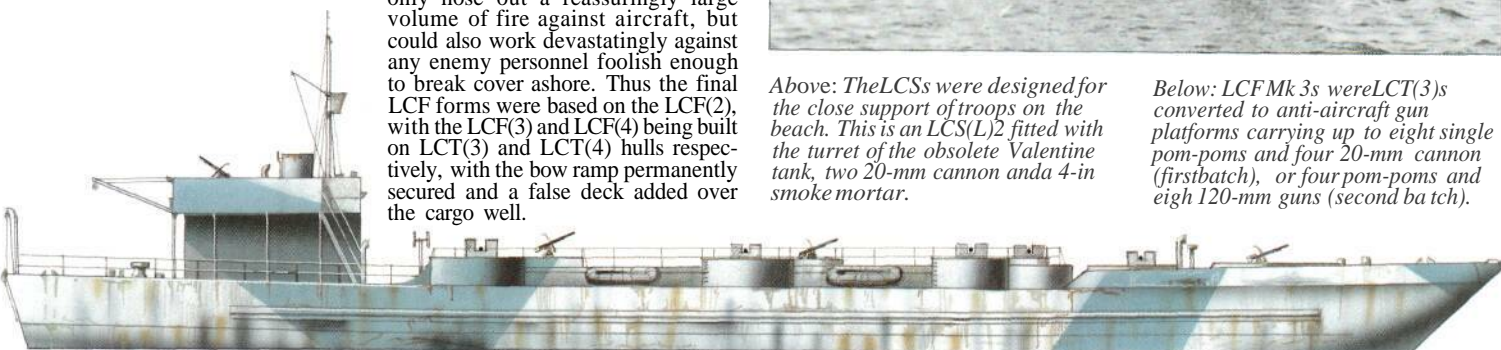 only hose out a reassuringly large
volume of fire against aircraft, but
could also work devastatingly against
any enemy personnel foolish enough
to break cover ashore. Thus the final
LCF forms were based on the LCF(2),
with the LCF(3) and LCF(4) being built
on LCT(3) and LCT(4) hulls respec-
tively, with the bow ramp permanently
secured and a false deck added over
the cargo well.
Above: TheLCSs were designed for
the close support of troops on the
beach. This is an LCS(L)2 fitted with
the turret of the obsolete Valentine
tank, two 20-mm cannon anda 4-in
smoke mortar.
Below: LCF Mk 3s wereLCT(3)s
converted to anti-aircraft gun
platforms carrying up to eight single
pom-poms and four 20-mm cannon
(firstbatch), or four pom-poms and
eigh 120-mm guns (second ba tch).